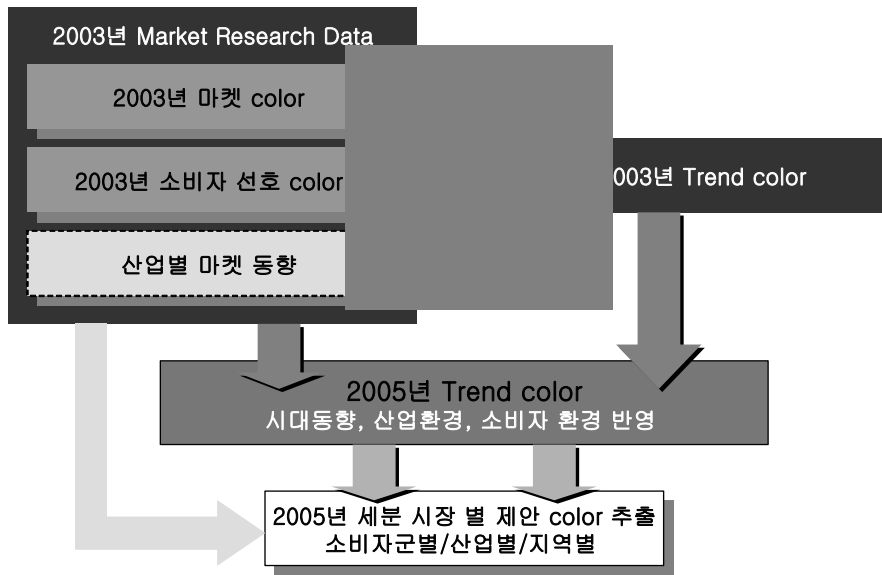 2003년 Market Research Data
2003년 마켓 color
2003년 소비자 선호 color
산업별 마켓 동향
003년 Trend color
2005년 Trend color
시대동향, 산업환경, 소비자 환경 반영
2005년 세분 시장 별 제안 color 추출
소비자군별/산업별/지역별